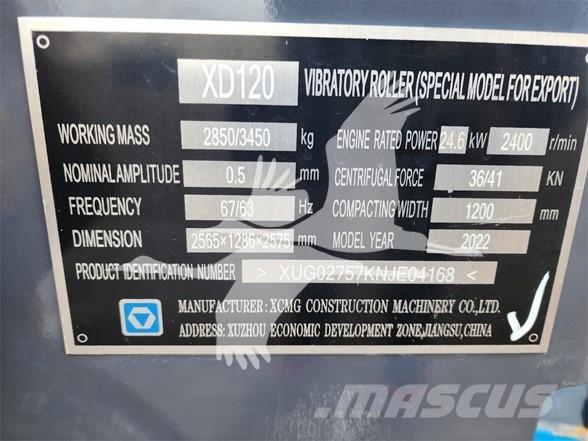 XD120 VIBRATORY ROLLER (SPECIAL MODEL FOR EXPORT)
WORKING MASS 2850/3450 kg ENGINE RATED POWER 24.6 kW 2400 r/min
NOMINAL AMPLITUDE 0.5 mm CENTRIFUGAL FORCE 36/41 KN
FREQUENCY 67/63 Hz COMPACTING WIDTH 1200 mm
DIMENSION 2565×1286×2575 mm MODEL YEAR 2022
PRODUCT IDENTIFICATION NUMBER > XUG02757KNJE04168 <
MANUFACTURER: XCMG CONSTRUCTION MACHINERY CO.,LTD.
ADDRESS: XUZHOU ECONOMIC DEVELOPMENT ZONE,JIANGSU,CHINA
MASCUS